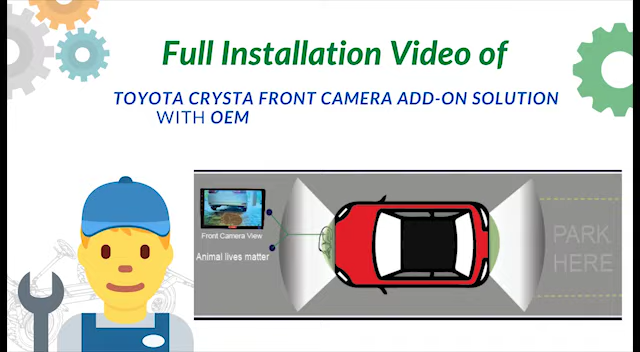 Full Installation Video of
TOYOTA CRYSTA FRONT CAMERA ADD-ON SOLUTION
WITH OEM
Front Camera View
Animal lives matter
PARK
HERE